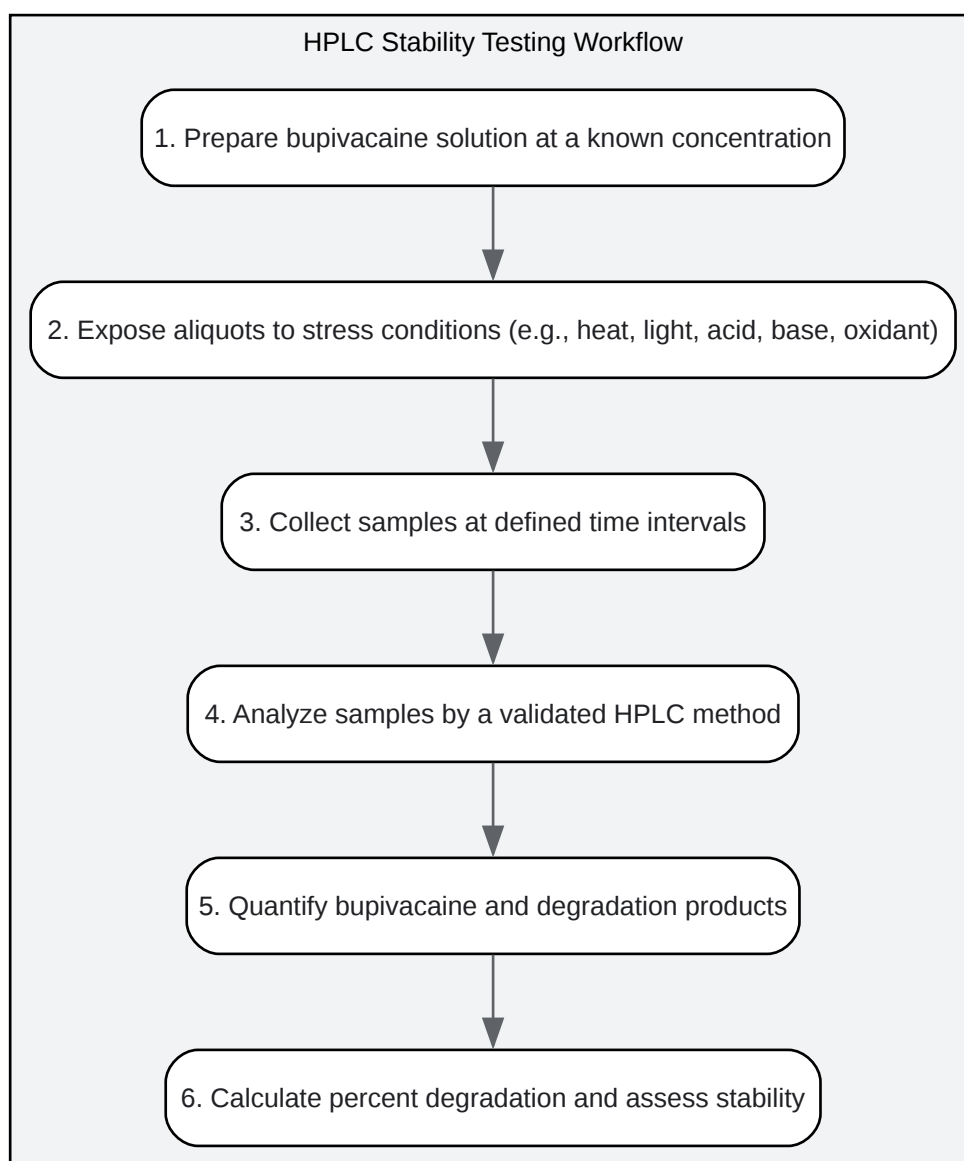 HPLC Stability Testing Workflow
1. Prepare bupivacaine solution at a known concentration
2. Expose aliquots to stress conditions (e.g., heat, light, acid, base, oxidant)
3. Collect samples at defined time intervals
4. Analyze samples by a validated HPLC method
5. Quantify bupivacaine and degradation products
6. Calculate percent degradation and assess stability